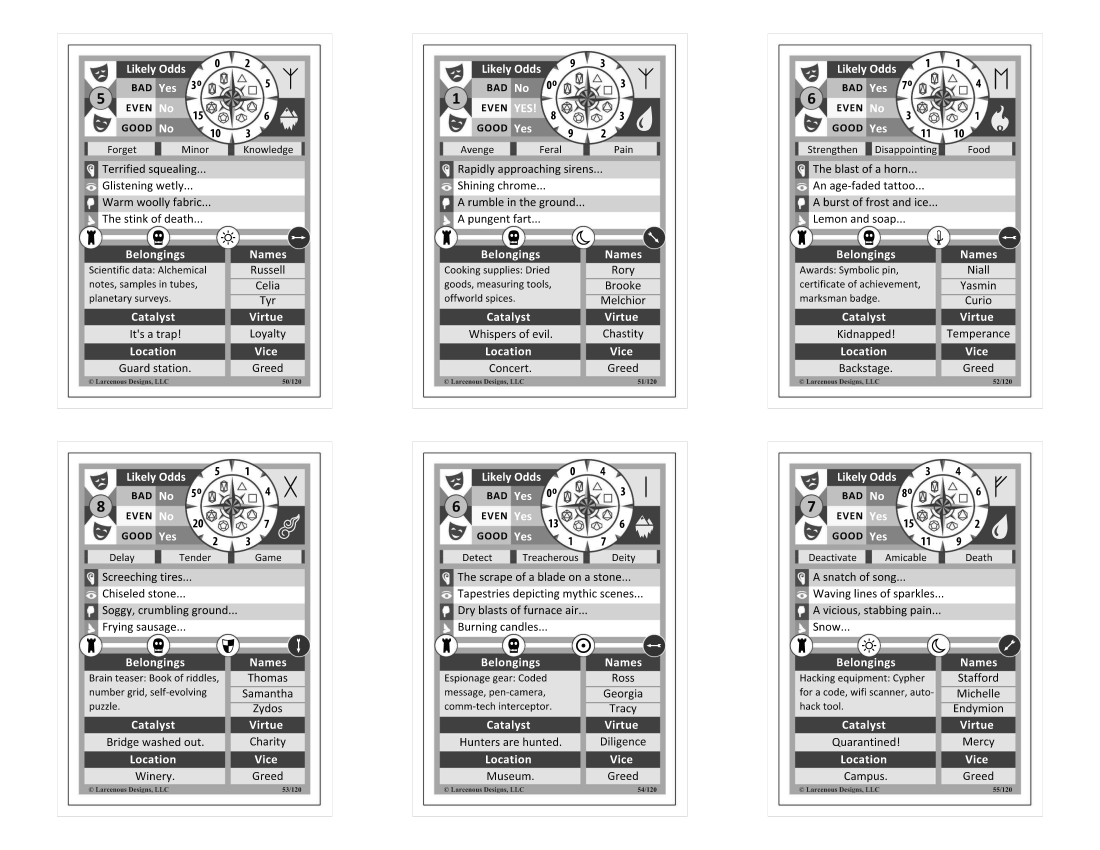 Likely Odds
0 2
BAD Yes
3º 5
5
EVEN No
15 6
GOOD No
10 3
Forget Minor Knowledge
Terrified squealing...
Glistening wetly...
Warm woolly fabric...
The stink of death...
Belongings Names
Scientific data: Alchemical
notes, samples in tubes,
planetary surveys.
Russell
Celia
Tyr
Catalyst Virtue
It's a trap! Loyalty
Location Vice
Guard station. Greed
© Larcenous Designs, LLC 50/120
Likely Odds
9 3
BAD No
0º 3
1
EVEN YES!
8 3
GOOD Yes
9 2
Avenge Feral Pain
Rapidly approaching sirens...
Shining chrome...
A rumble in the ground...
A pungent fart...
Belongings Names
Cooking supplies: Dried
goods, measuring tools,
offworld spices.
Rory
Brooke
Melchior
Catalyst Virtue
Whispers of evil. Chastity
Location Vice
Concert. Greed
© Larcenous Designs, LLC 51/120
Likely Odds
1 1
BAD Yes
7º 4
6
EVEN No
3 1
GOOD Yes
11 10
Strengthen Disappointing Food
The blast of a horn...
An age-faded tattoo...
A burst of frost and ice...
Lemon and soap...
Belongings Names
Awards: Symbolic pin,
certificate of achievement,
marksman badge.
Niall
Yasmin
Curio
Catalyst Virtue
Kidnapped! Temperance
Location Vice
Backstage. Greed
© Larcenous Designs, LLC 52/120
Likely Odds
5 1
BAD No
5º 4
8
EVEN No
20 7
GOOD Yes
2 3
Delay Tender Game
Screeching tires...
Chiseled stone...
Soggy, crumbling ground...
Frying sausage...
Belongings Names
Brain teaser: Book of riddles,
number grid, self-evolving
puzzle.
Thomas
Samantha
Zydos
Catalyst Virtue
Bridge washed out. Charity
Location Vice
Winery. Greed
© Larcenous Designs, LLC 53/120
Likely Odds
0 4
BAD Yes
0º 3
6
EVEN Yes
13 6
GOOD Yes
1 7
Detect Treacherous Deity
The scrape of a blade on a stone...
Tapestries depicting mythic scenes...
Dry blasts of furnace air...
Burning candles...
Belongings Names
Espionage gear: Coded
message, pen-camera,
comm-tech interceptor.
Ross
Georgia
Tracy
Catalyst Virtue
Hunters are hunted. Diligence
Location Vice
Museum. Greed
© Larcenous Designs, LLC 54/120
Likely Odds
3 4
BAD No
8º 4
7
EVEN Yes
15 2
GOOD Yes
11 9
Deactivate Amicable Death
A snatch of song...
Waving lines of sparkles...
A vicious, stabbing pain...
Snow...
Belongings Names
Hacking equipment: Cypher
for a code, wifi scanner, auto-
hack tool.
Stafford
Michelle
Endymion
Catalyst Virtue
Quarantined! Mercy
Location Vice
Campus. Greed
© Larcenous Designs, LLC 55/120